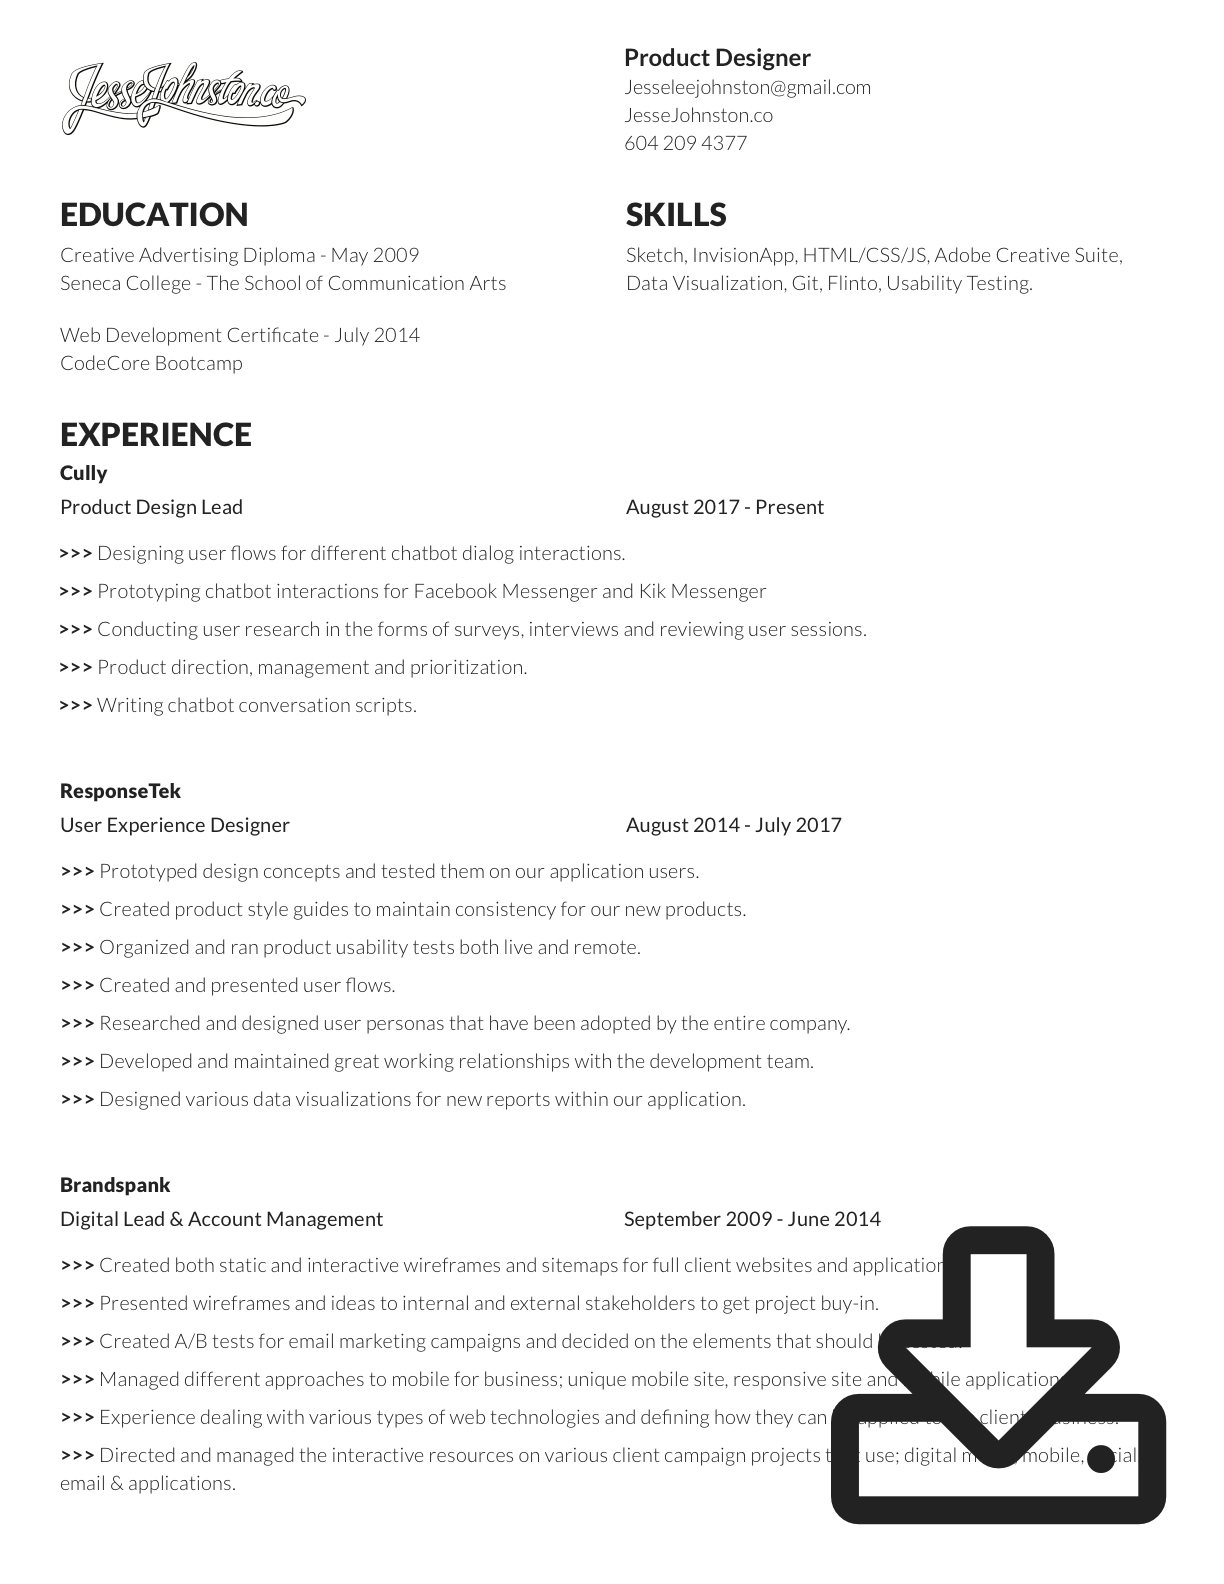 JesseJohnston.co
Product Designer
Jesseleejohnston@gmail.com
JesseJohnston.co
604 209 4377
EDUCATION
Creative Advertising Diploma - May 2009
Seneca College - The School of Communication Arts
Web Development Certificate - July 2014
CodeCore Bootcamp
SKILLS
Sketch, InvisionApp, HTML/CSS/JS, Adobe Creative Suite,
Data Visualization, Git, Flinto, Usability Testing.
EXPERIENCE
Cully
Product Design Lead August 2017 - Present
>>> Designing user flows for different chatbot dialog interactions.
>>> Prototyping chatbot interactions for Facebook Messenger and Kik Messenger
>>> Conducting user research in the forms of surveys, interviews and reviewing user sessions.
>>> Product direction, management and prioritization.
>>> Writing chatbot conversation scripts.
ResponseTek
User Experience Designer August 2014 - July 2017
>>> Prototyped design concepts and tested them on our application users.
>>> Created product style guides to maintain consistency for our new products.
>>> Organized and ran product usability tests both live and remote.
>>> Created and presented user flows.
>>> Researched and designed user personas that have been adopted by the entire company.
>>> Developed and maintained great working relationships with the development team.
>>> Designed various data visualizations for new reports within our application.
Brandspank
Digital Lead & Account Management September 2009 - June 2014
>>> Created both static and interactive wireframes and sitemaps for full client websites and
>>> Presented wireframes and ideas to internal and external stakeholders to get project buy-in.
>>> Created A/B tests for email marketing campaigns and decided on the elements that should
>>> Managed different approaches to mobile for business; unique mobile site, responsive site and
>>> Experience dealing with various types of web technologies and defining how they can client
>>> Directed and managed the interactive resources on various client campaign projects use; digital mobile,
email & applications.